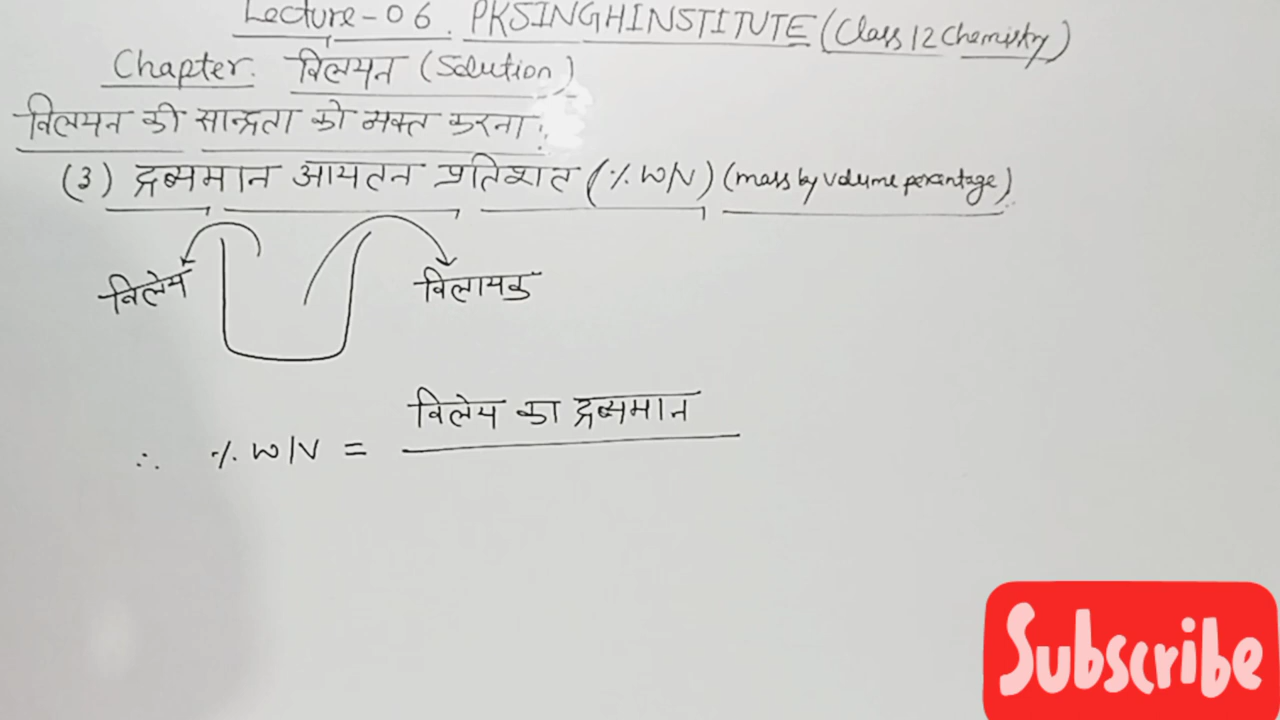 Lecture-06. PKSINGHINSTITUTE (Class 12 Chemistry)
Chapter. विलयन (Solution)
विलयन की सान्द्रता को व्यक्त करना:
(3) द्रव्यमान आयतन प्रतिशत (% W/V) (mass by volume percentage)
विलेय
विलायक
विलेय का द्रव्यमान
∴ % W/V =
Subscribe